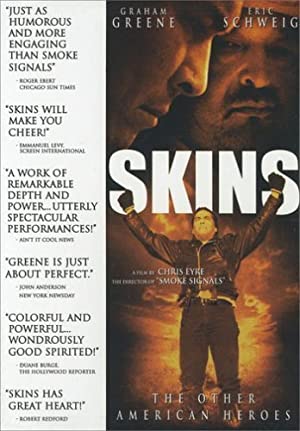 "JUST AS
HUMOROUS
AND MORE
ENGAGING
THAN SMOKE
SIGNALS"
- ROGER EBERT
CHICAGO SUN TIMES
"SKINS WILL
MAKE YOU
CHEER!"
- EMMANUEL LEVY,
SCREEN INTERNATIONAL
"A WORK OF
REMARKABLE
DEPTH AND
POWER...UTTERLY
SPECTACULAR
PERFORMANCES!"
- AIN'T IT COOL NEWS
"GREENE IS JUST
ABOUT PERFECT."
- JOHN ANDERSON
NEW YORK NEWSDAY
"COLORFUL AND
POWERFUL...
WONDROUSLY
GOOD SPIRITED!"
- DUANE BURGE,
THE HOLLYWOOD REPORTER
"SKINS HAS
GREAT HEART!"
- ROBERT REDFORD
GRAHAM
GREENE
ERIC
SCHWEIG
SKINS
A FILM BY CHRIS EYRE
THE DIRECTOR OF "SMOKE SIGNALS"
THE OTHER
AMERICAN HEROES